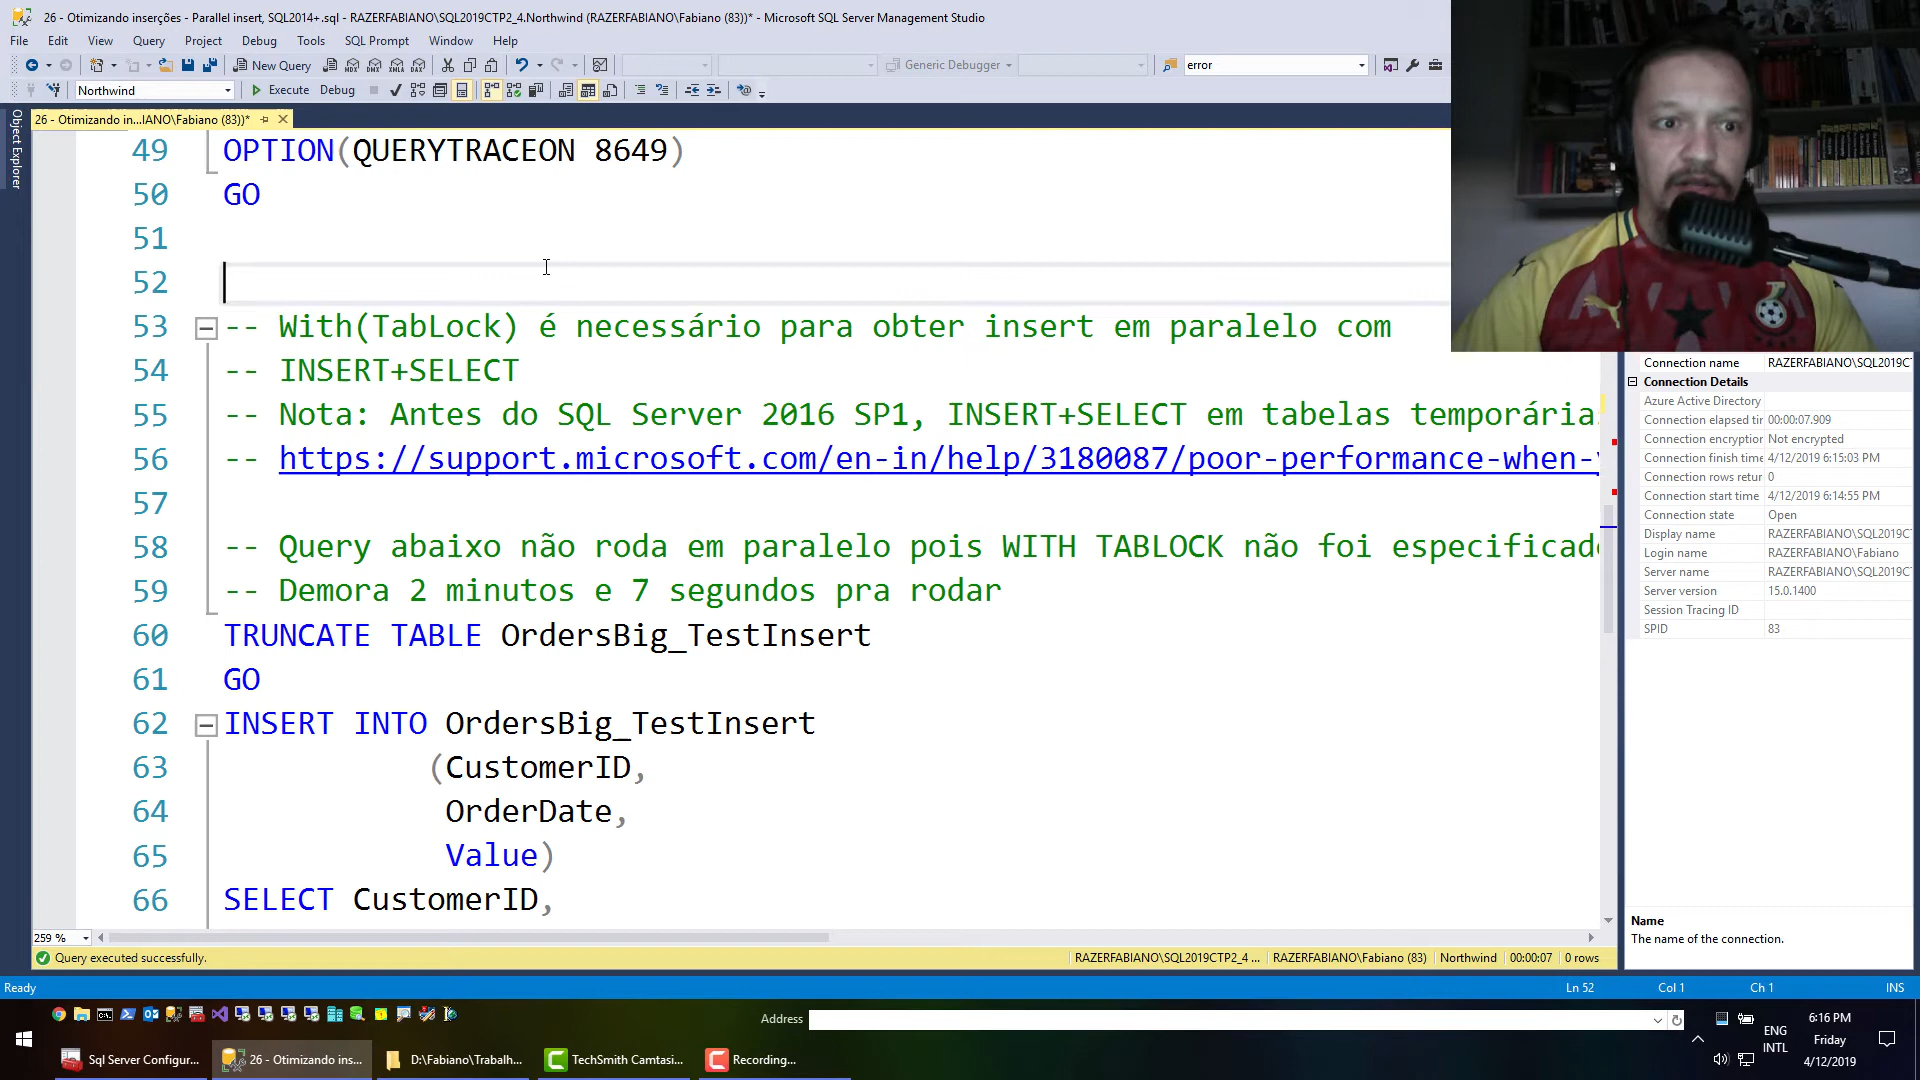 26 - Otimizando inserções - Parallel insert, SQL2014+.sql - RAZERFABIANO\SQL2019CTP2_4.Northwind (RAZERFABIANO\Fabiano (83))* - Microsoft SQL Server Management Studio
File Edit View Query Project Debug Tools SQL Prompt Window Help
New Query
Generic Debugger
error
Northwind
Execute Debug
26 - Otimizando in...IANO\Fabiano (83))*
Object Explorer
49 OPTION(QUERYTRACEON 8649)
50 GO
51
52
53 -- With(TabLock) é necessário para obter insert em paralelo com
54 -- INSERT+SELECT
55 -- Nota: Antes do SQL Server 2016 SP1, INSERT+SELECT em tabelas temporária
56 -- https://support.microsoft.com/en-in/help/3180087/poor-performance-when-
57
58 -- Query abaixo não roda em paralelo pois WITH TABLOCK não foi especificado
59 -- Demora 2 minutos e 7 segundos pra rodar
60 TRUNCATE TABLE OrdersBig_TestInsert
61 GO
62 INSERT INTO OrdersBig_TestInsert
63 (CustomerID,
64 OrderDate,
65 Value)
66 SELECT CustomerID,
259 %
Query executed successfully.
RAZERFABIANO\SQL2019CTP2_4 ... RAZERFABIANO\Fabiano (83) Northwind 00:00:07 0 rows
Connection name RAZERFABIANO\SQL2019C
Connection Details
Azure Active Directory
Connection elapsed tir 00:00:07.909
Connection encryption Not encrypted
Connection finish time 4/12/2019 6:15:03 PM
Connection rows retur 0
Connection start time 4/12/2019 6:14:55 PM
Connection state Open
Display name RAZERFABIANO\SQL2019C
Login name RAZERFABIANO\Fabiano
Server name RAZERFABIANO\SQL2019C
Server version 15.0.1400
Session Tracing ID
SPID 83
Name
The name of the connection.
Ready
Ln 52 Col 1 Ch 1 INS
Address
Sql Server Configur...
26 - Otimizando ins...
D:\Fabiano\Trabalh...
TechSmith Camtasi...
Recording...
ENG
INTL
6:16 PM
Friday
4/12/2019